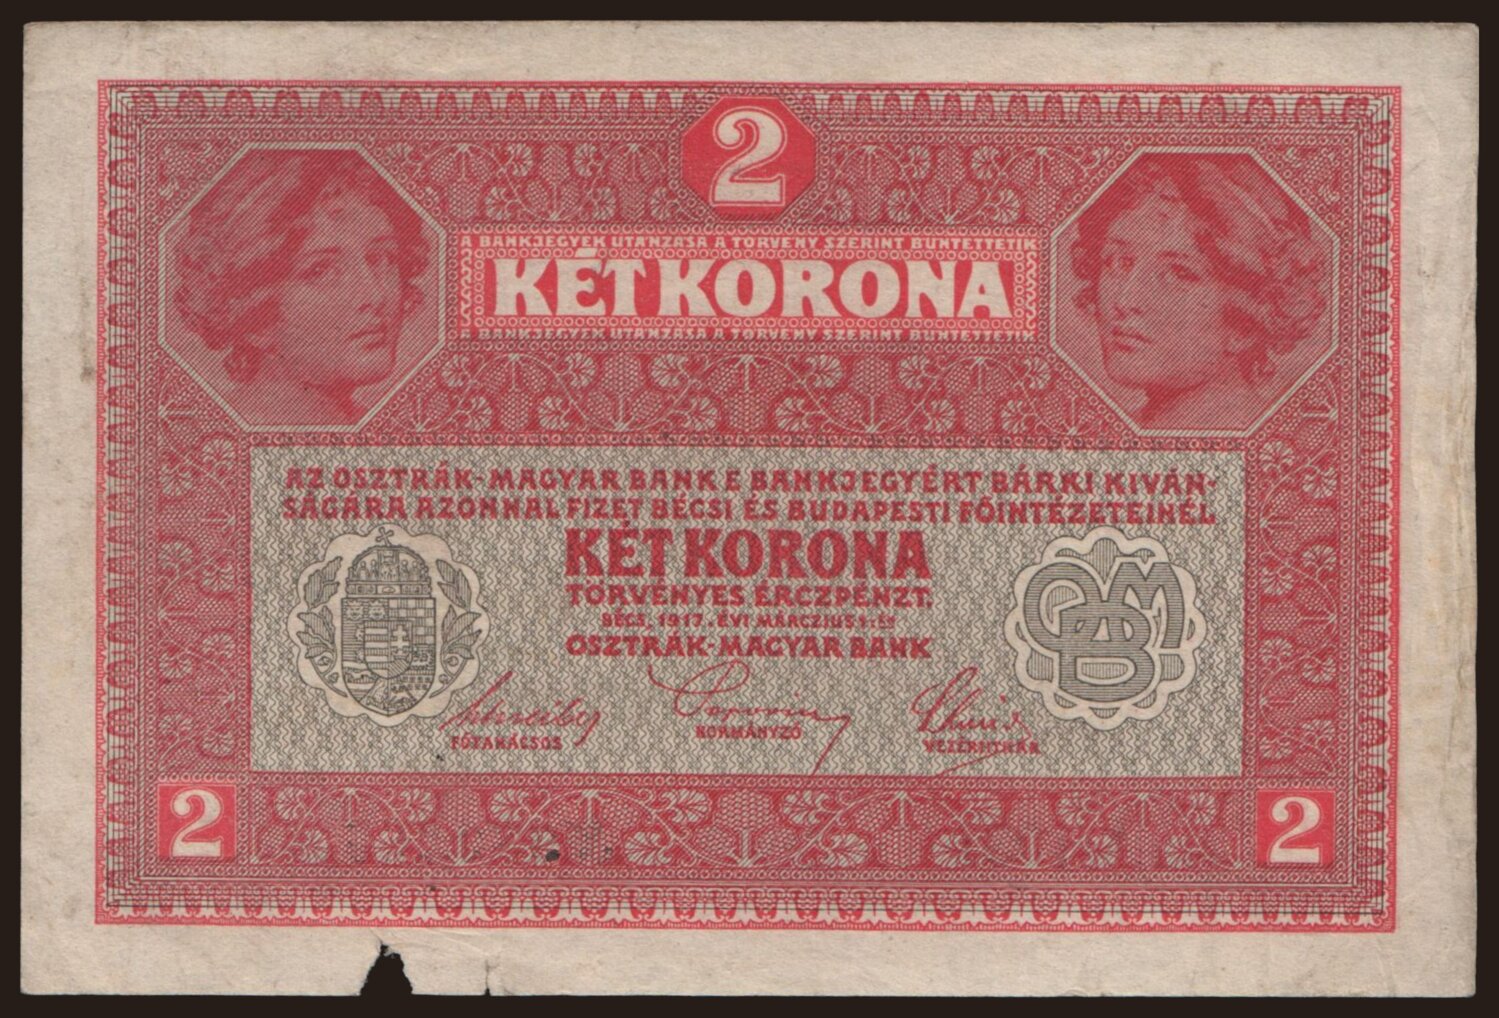 2
A BANKJEGYEK UTÁNZÁSA A TÖRVÉNY SZERINT BÜNTETTETIK
KÉT KORONA
A BANKJEGYEK UTÁNZÁSA A TÖRVÉNY SZERINT BÜNTETTETIK
AZ OSZTRÁK-MAGYAR BANK E BANKJEGYÉRT BÁRKI KIVÁN-
SÁGÁRA AZONNAL FIZET BÉCSI ÉS BUDAPESTI FŐINTÉZETEINÉL
KÉT KORONA
TÖRVÉNYES ÉRCZPÉNZT.
BÉCS, 1917. ÉVI MÁRCZIUS 1-ÉN
OSZTRÁK-MAGYAR BANK
FŐTANÁCSOS
KORMÁNYZÓ
VEZÉRTITKÁR
2
2